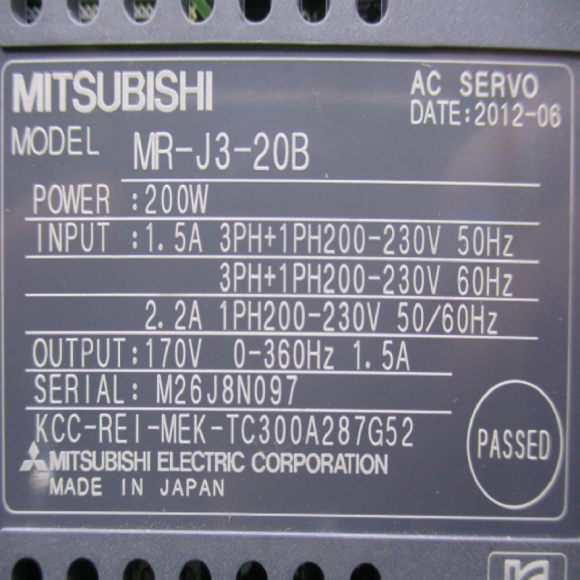 MITSUBISHI
AC SERVO
DATE:2012-06
MODEL MR-J3-20B
POWER :200W
INPUT :1.5A 3PH+1PH200-230V 50Hz
3PH+1PH200-230V 60Hz
2.2A 1PH200-230V 50/60Hz
OUTPUT:170V 0-360Hz 1.5A
SERIAL: M26J8N097
KCC-REI-MEK-TC300A287G52
PASSED
MITSUBISHI ELECTRIC CORPORATION
MADE IN JAPAN